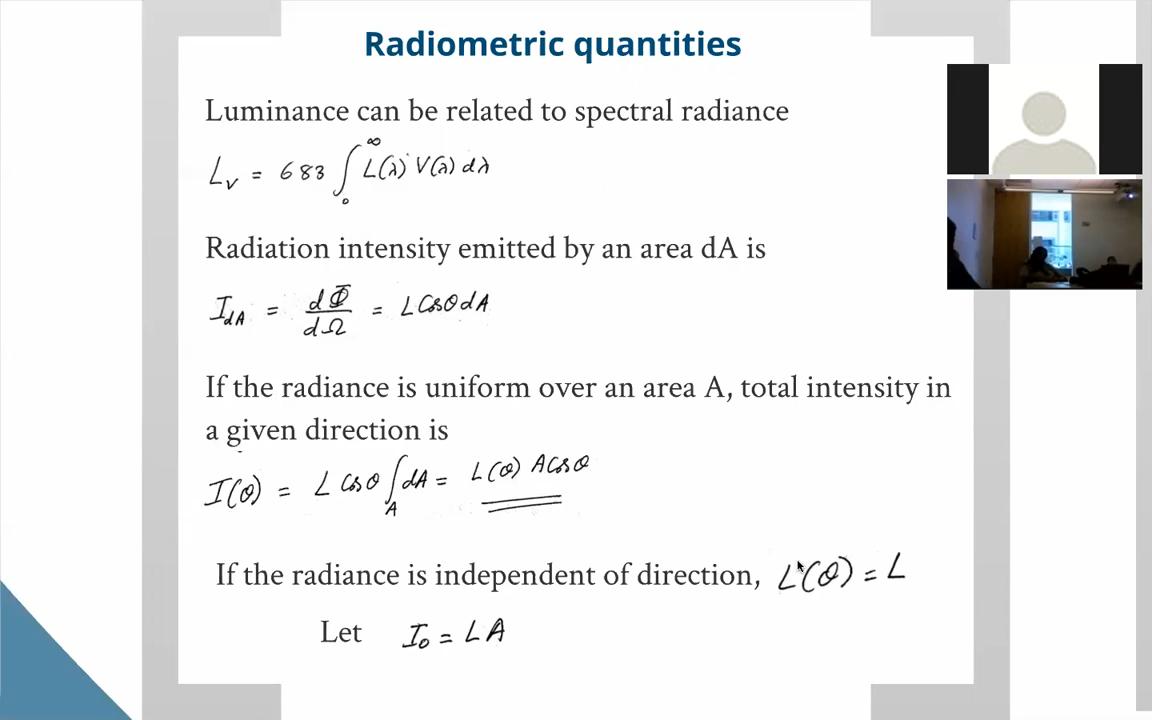 Radiometric quantities
Luminance can be related to spectral radiance
L_v = 683 ∫_0^∞ L(λ) V(λ) dλ
Radiation intensity emitted by an area dA is
I_dA = dΦ/dΩ = L Cosθ dA
If the radiance is uniform over an area A, total intensity in
a given direction is
I(θ) = L Cosθ ∫_A dA = L(θ) A Cosθ
If the radiance is independent of direction, L(θ) = L
Let I_0 = LA